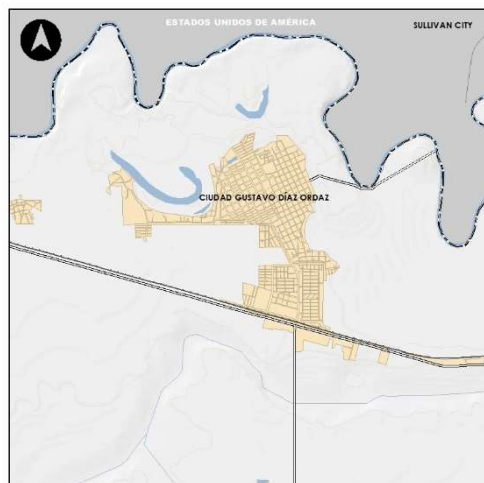 ESTADOS UNIDOS DE AMÉRICA
SULLIVAN CITY
CIUDAD GUSTAVO DÍAZ ORDAZ